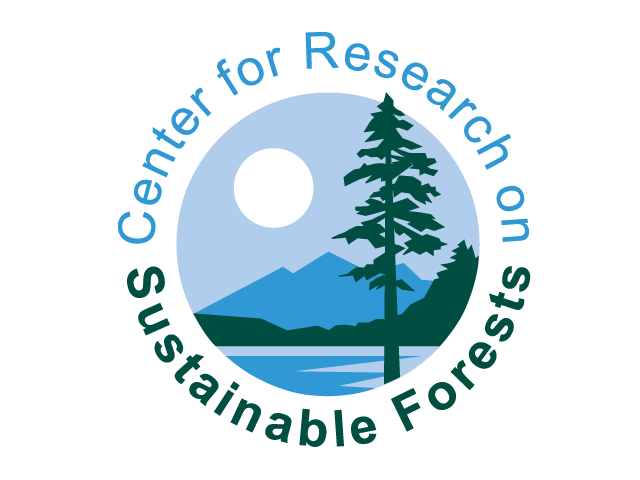 Center for Research on
Sustainable Forests